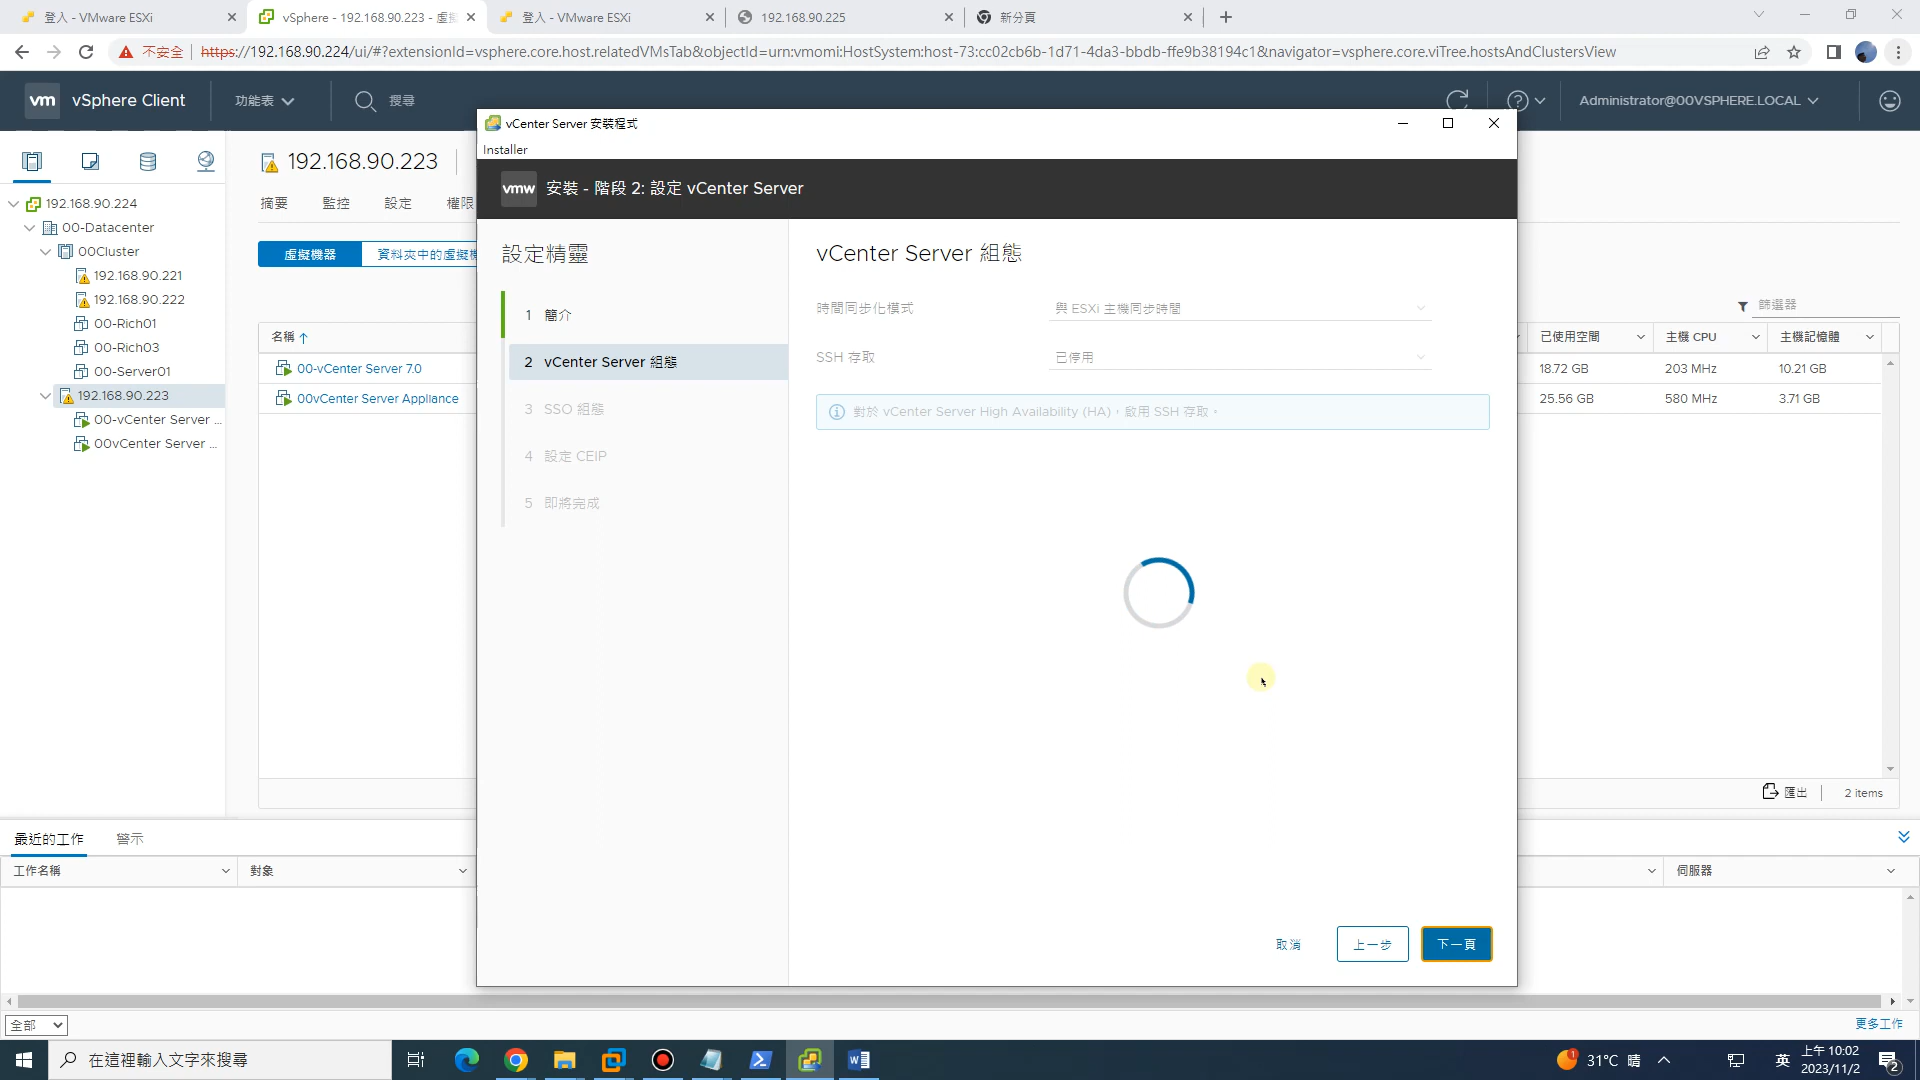 登入 - VMware ESXi
vSphere - 192.168.90.223 - 虛擬
登入 - VMware ESXi
192.168.90.225
新分頁
不安全
https://192.168.90.224/ui/#?extensionId=vsphere.core.host.relatedVMsTab&objectId=urn:vmomi:HostSystem:host-73:cc02cb6b-1d71-4da3-bbdb-ffe9b38194c1&navigator=vsphere.core.viTree.hostsAndClustersView
vm
vSphere Client
功能表
搜尋
Administrator@00VSPHERE.LOCAL
192.168.90.224
00-Datacenter
00Cluster
192.168.90.221
192.168.90.222
00-Rich01
00-Rich03
00-Server01
192.168.90.223
00-vCenter Server ...
00vCenter Server ...
192.168.90.223
摘要
監控
設定
權限
虛擬機器
資料夾中的虛擬機
名稱
00-vCenter Server 7.0
00vCenter Server Appliance
vCenter Server 安裝程式
Installer
vmw
安裝 - 階段 2: 設定 vCenter Server
設定精靈
1 簡介
2 vCenter Server 組態
3 SSO 組態
4 設定 CEIP
5 即將完成
vCenter Server 組態
時間同步化模式
與 ESXi 主機同步時間
SSH 存取
已停用
對於 vCenter Server High Availability (HA)，啟用 SSH 存取。
取消
上一步
下一頁
篩選器
已使用空間
主機 CPU
主機記憶體
18.72 GB
203 MHz
10.21 GB
25.56 GB
580 MHz
3.71 GB
匯出
2 items
最近的工作
警示
工作名稱
對象
伺服器
全部
更多工作
在這裡輸入文字來搜尋
31°C 晴
英
上午 10:02
2023/11/2
1
2